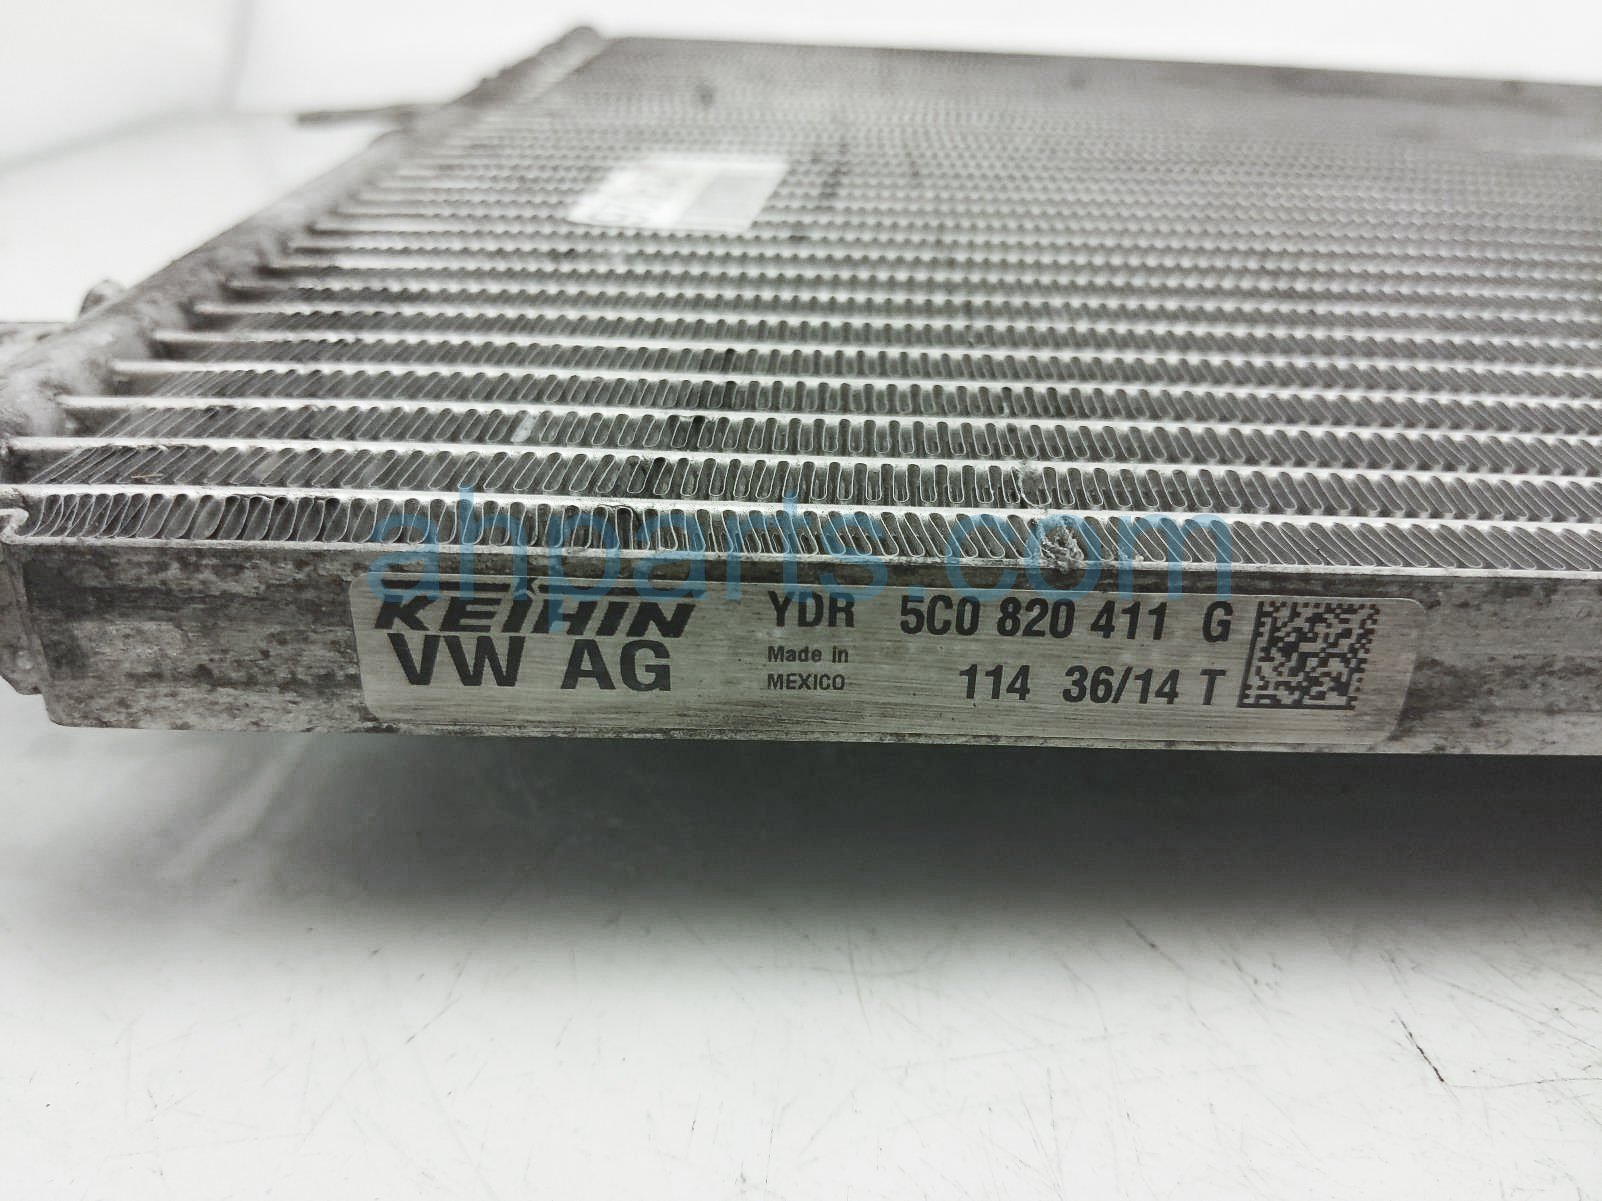 KEIHIN YDR 5C0 820 411 G
VW AG Made in
MEXICO 114 36/14 T
ahparts.com